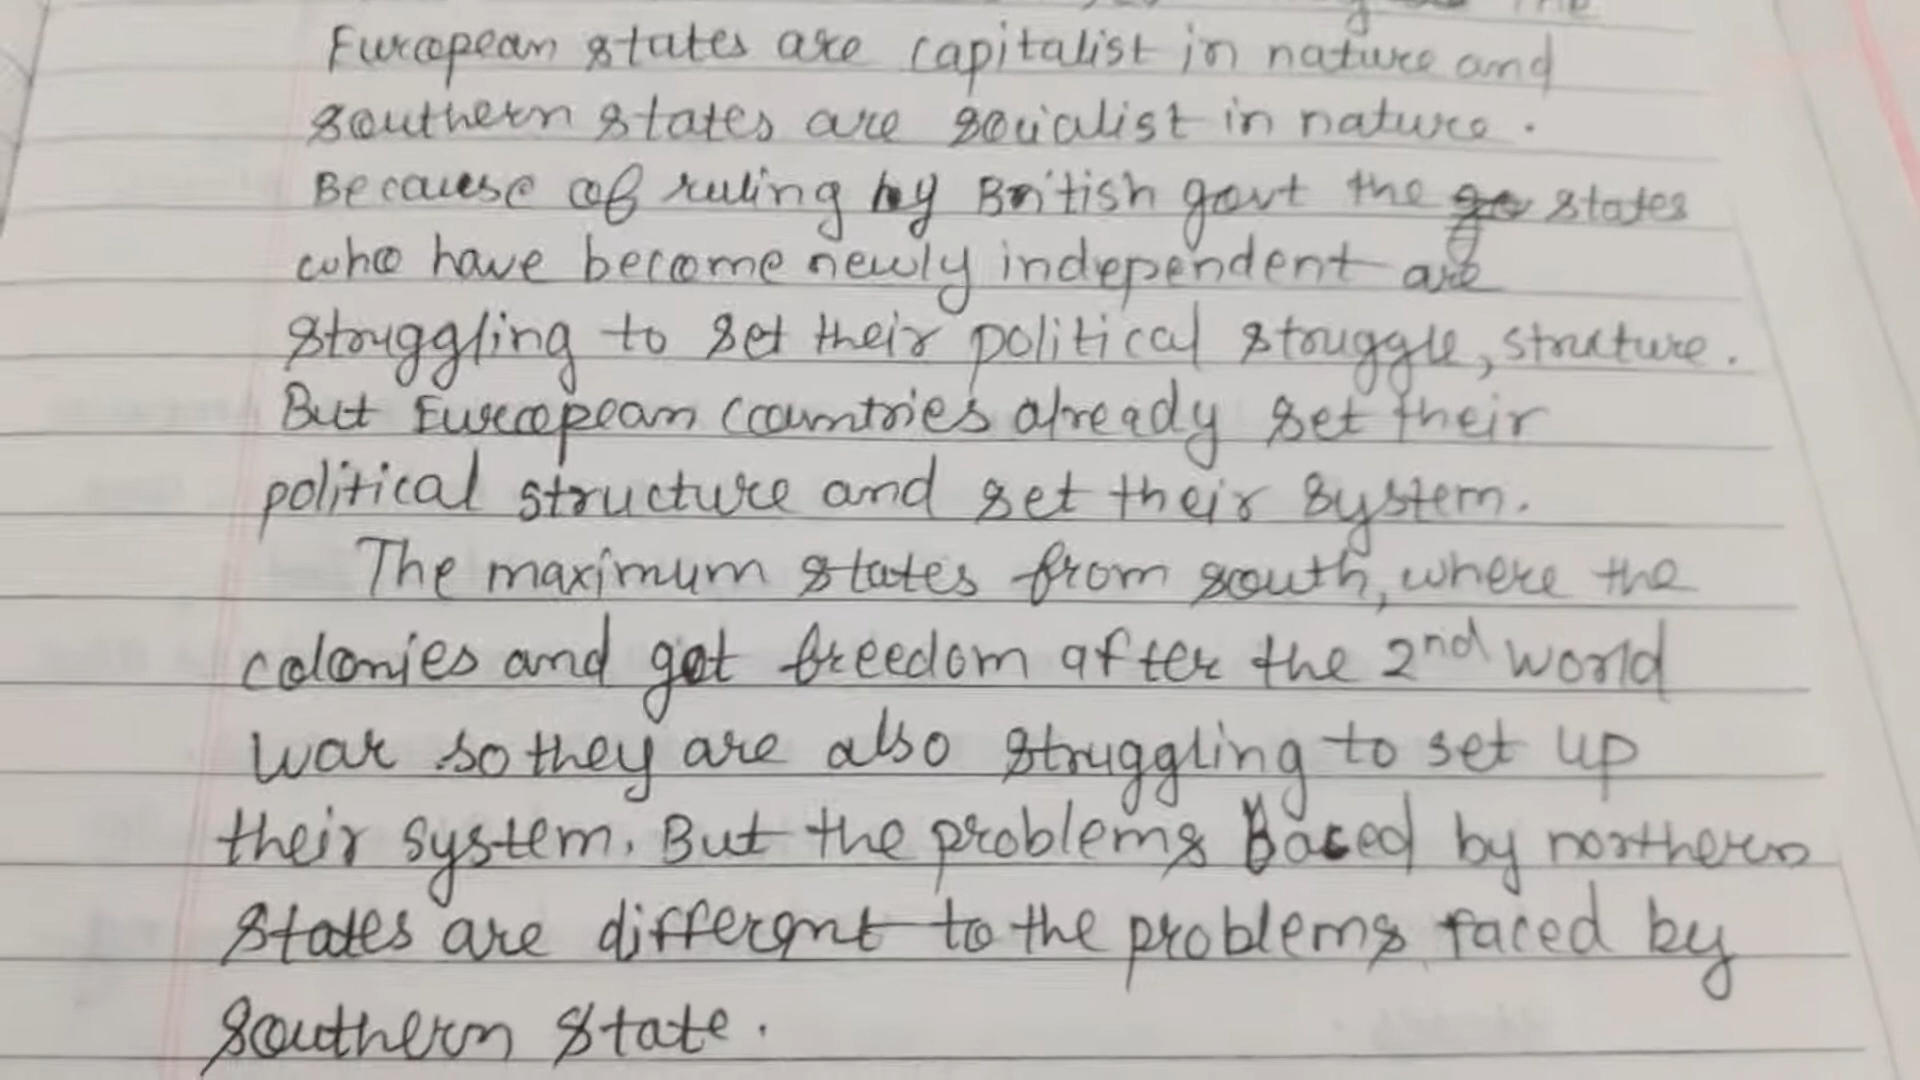 European states are capitalist in nature and
southern states are socialist in nature.
Because of ruling by British govt the states
who have become newly independent are
struggling to set their political struggle, structure.
But European countries already set their
political structure and set their system.
The maximum states from south, where the
colonies and got freedom after the 2nd world
war so they are also struggling to set up
their system. But the problems faced by northern
states are different to the problems faced by
southern state.